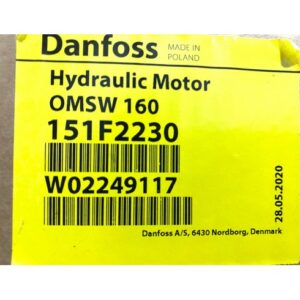 Danfoss MADE IN POLAND
Hydraulic Motor
OMSW 160
151F2230
W02249117
28.05.2020
Danfoss A/S, 6430 Nordborg, Denmark